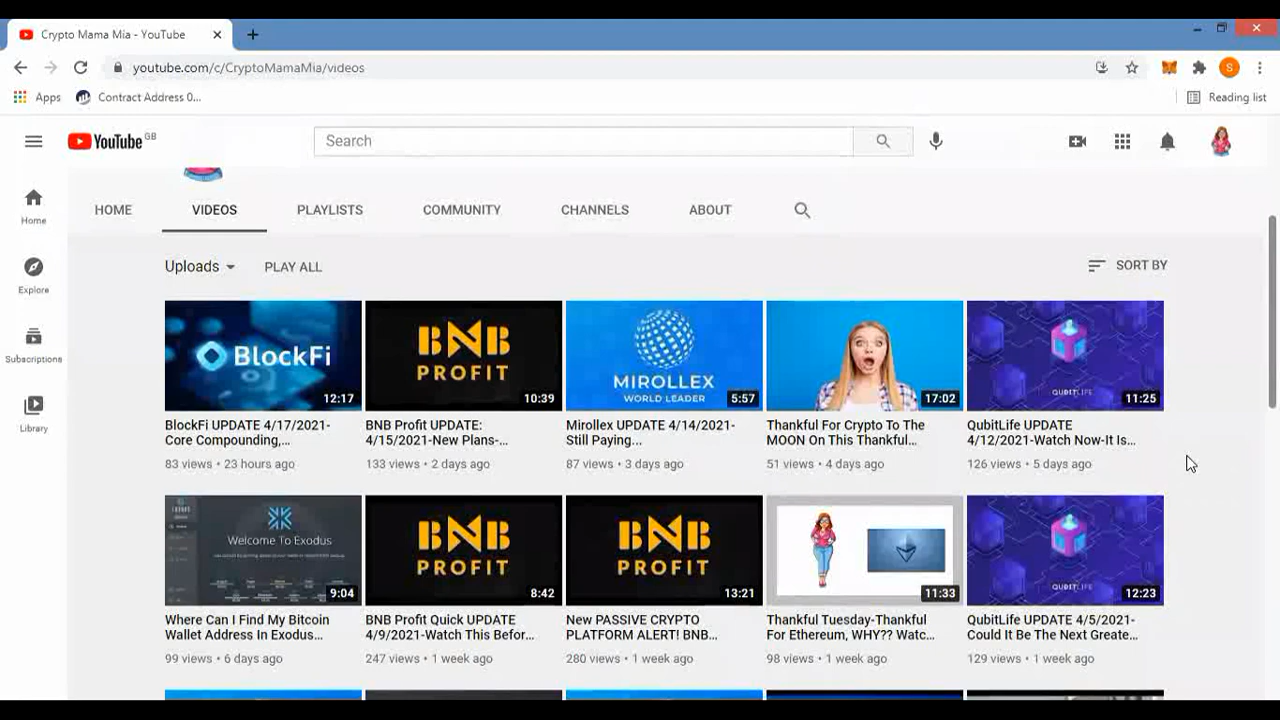 Crypto Mama Mia - YouTube
youtube.com/c/CryptoMamaMia/videos
S
Apps
Contract Address 0...
Reading list
YouTube GB
Search
Home
Explore
Subscriptions
Library
HOME VIDEOS PLAYLISTS COMMUNITY CHANNELS ABOUT
Uploads PLAY ALL SORT BY
BlockFi
12:17
BlockFi UPDATE 4/17/2021-
Core Compounding,...
83 views • 23 hours ago
BNB
PROFIT
10:39
BNB Profit UPDATE:
4/15/2021-New Plans-...
133 views • 2 days ago
MIROLLEX
WORLD LEADER
5:57
Mirollex UPDATE 4/14/2021-
Still Paying...
87 views • 3 days ago
17:02
Thankful For Crypto To The
MOON On This Thankful...
51 views • 4 days ago
QUBITLIFE
11:25
QubitLife UPDATE
4/12/2021-Watch Now-It Is...
126 views • 5 days ago
Welcome To Exodus
9:04
Where Can I Find My Bitcoin
Wallet Address In Exodus...
99 views • 6 days ago
BNB
PROFIT
8:42
BNB Profit Quick UPDATE
4/9/2021-Watch This Befor...
247 views • 1 week ago
BNB
PROFIT
13:21
New PASSIVE CRYPTO
PLATFORM ALERT! BNB...
280 views • 1 week ago
11:33
Thankful Tuesday-Thankful
For Ethereum, WHY?? Watc...
98 views • 1 week ago
QUBITLIFE
12:23
QubitLife UPDATE 4/5/2021-
Could It Be The Next Greate...
129 views • 1 week ago